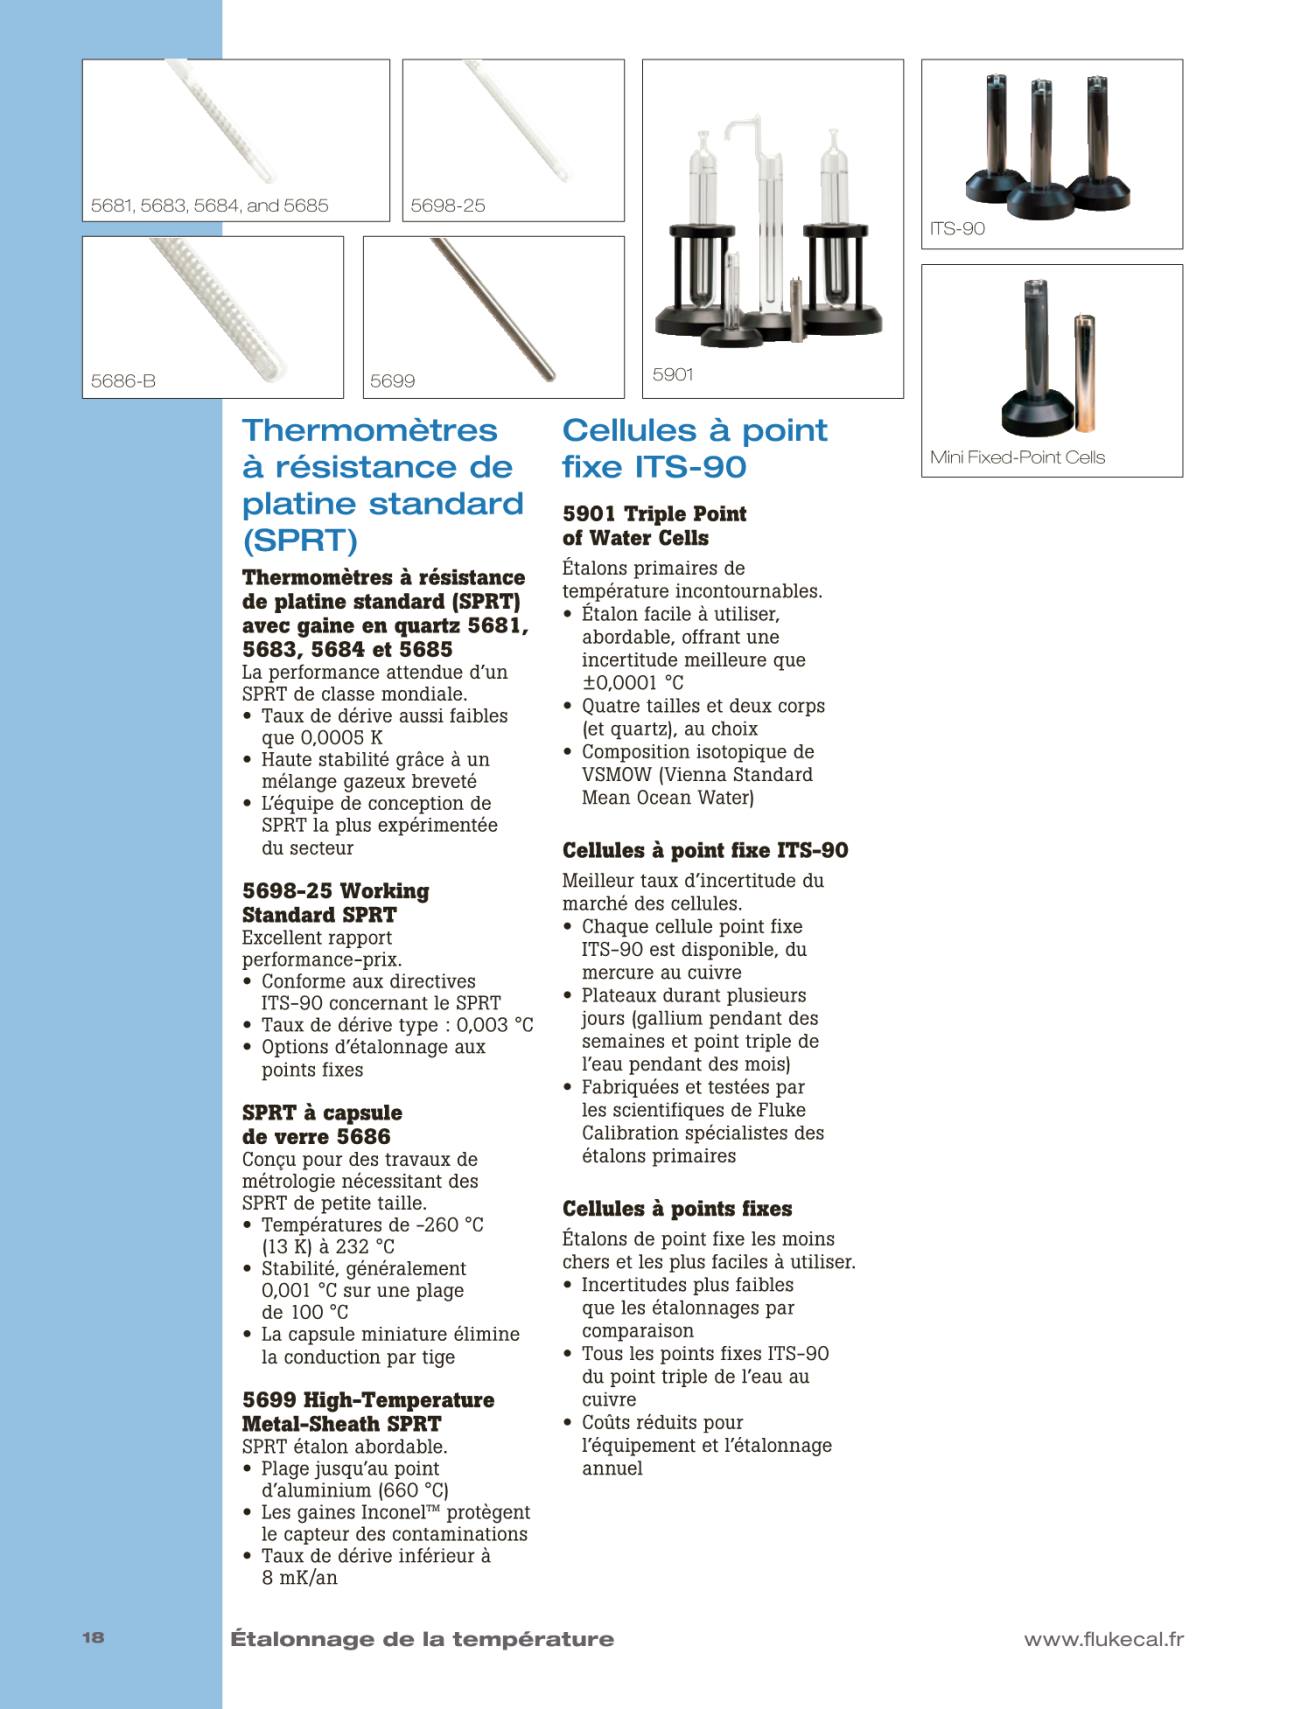 5681, 5683, 5684, and 5685
5698-25
5686-B
5699
5901
ITS-90
Mini Fixed-Point Cells
Thermomètres
à résistance de
platine standard
(SPRT)
Thermomètres à résistance
de platine standard (SPRT)
avec gaine en quartz 5681,
5683, 5684 et 5685
La performance attendue d’un
SPRT de classe mondiale.
• Taux de dérive aussi faibles
que 0,0005 K
• Haute stabilité grâce à un
mélange gazeux breveté
• L’équipe de conception de
SPRT la plus expérimentée
du secteur
5698-25 Working
Standard SPRT
Excellent rapport
performance-prix.
• Conforme aux directives
ITS-90 concernant le SPRT
• Taux de dérive type : 0,003 °C
• Options d’étalonnage aux
points fixes
SPRT à capsule
de verre 5686
Conçu pour des travaux de
métrologie nécessitant des
SPRT de petite taille.
• Températures de -260 °C
(13 K) à 232 °C
• Stabilité, généralement
0,001 °C sur une plage
de 100 °C
• La capsule miniature élimine
la conduction par tige
5699 High-Temperature
Metal-Sheath SPRT
SPRT étalon abordable.
• Plage jusqu’au point
d’aluminium (660 °C)
• Les gaines Inconel™ protègent
le capteur des contaminations
• Taux de dérive inférieur à
8 mK/an
Cellules à point
fixe ITS-90
5901 Triple Point
of Water Cells
Étalons primaires de
température incontournables.
• Étalon facile à utiliser,
abordable, offrant une
incertitude meilleure que
±0,0001 °C
• Quatre tailles et deux corps
(et quartz), au choix
• Composition isotopique de
VSMOW (Vienna Standard
Mean Ocean Water)
Cellules à point fixe ITS-90
Meilleur taux d’incertitude du
marché des cellules.
• Chaque cellule point fixe
ITS-90 est disponible, du
mercure au cuivre
• Plateaux durant plusieurs
jours (gallium pendant des
semaines et point triple de
l’eau pendant des mois)
• Fabriquées et testées par
les scientifiques de Fluke
Calibration spécialistes des
étalons primaires
Cellules à points fixes
Étalons de point fixe les moins
chers et les plus faciles à utiliser.
• Incertitudes plus faibles
que les étalonnages par
comparaison
• Tous les points fixes ITS-90
du point triple de l’eau au
cuivre
• Coûts réduits pour
l’équipement et l’étalonnage
annuel
18
Étalonnage de la température
www.flukecal.fr